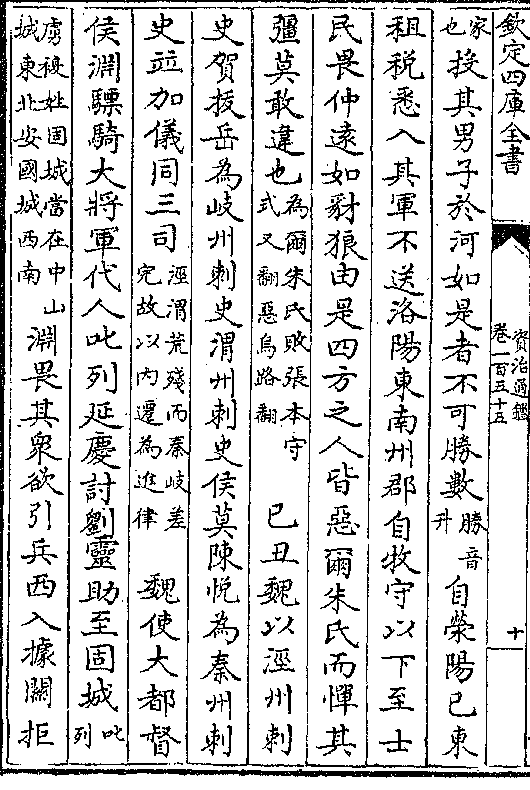 欽定四庫全書
資治通鑑
卷一百五十五
十
家
也
投其男子於河如是者不可勝數
勝音
升
自滎陽已東
租稅悉入其軍不送洛陽東南州郡自牧守以下至士
民畏仲遠如豺狼由是四方之人皆惡爾朱氏而憚其
彊莫敢違也
為爾朱氏敗張本守
式又翻惡烏路翻
己丑魏以涇州刺
史賀拔岳為岐州刺史渭州刺史侯莫陳悅為秦州刺
史並加儀同三司
涇渭荒殘而秦岐差
完故以內遷為進律
魏使大都督
侯淵驃騎大將軍代人叱列延慶討劉靈助至固城
叱
列
虜複姓固城當在中山
城東北安國城西南
淵畏其衆欲引兵西入據關拒